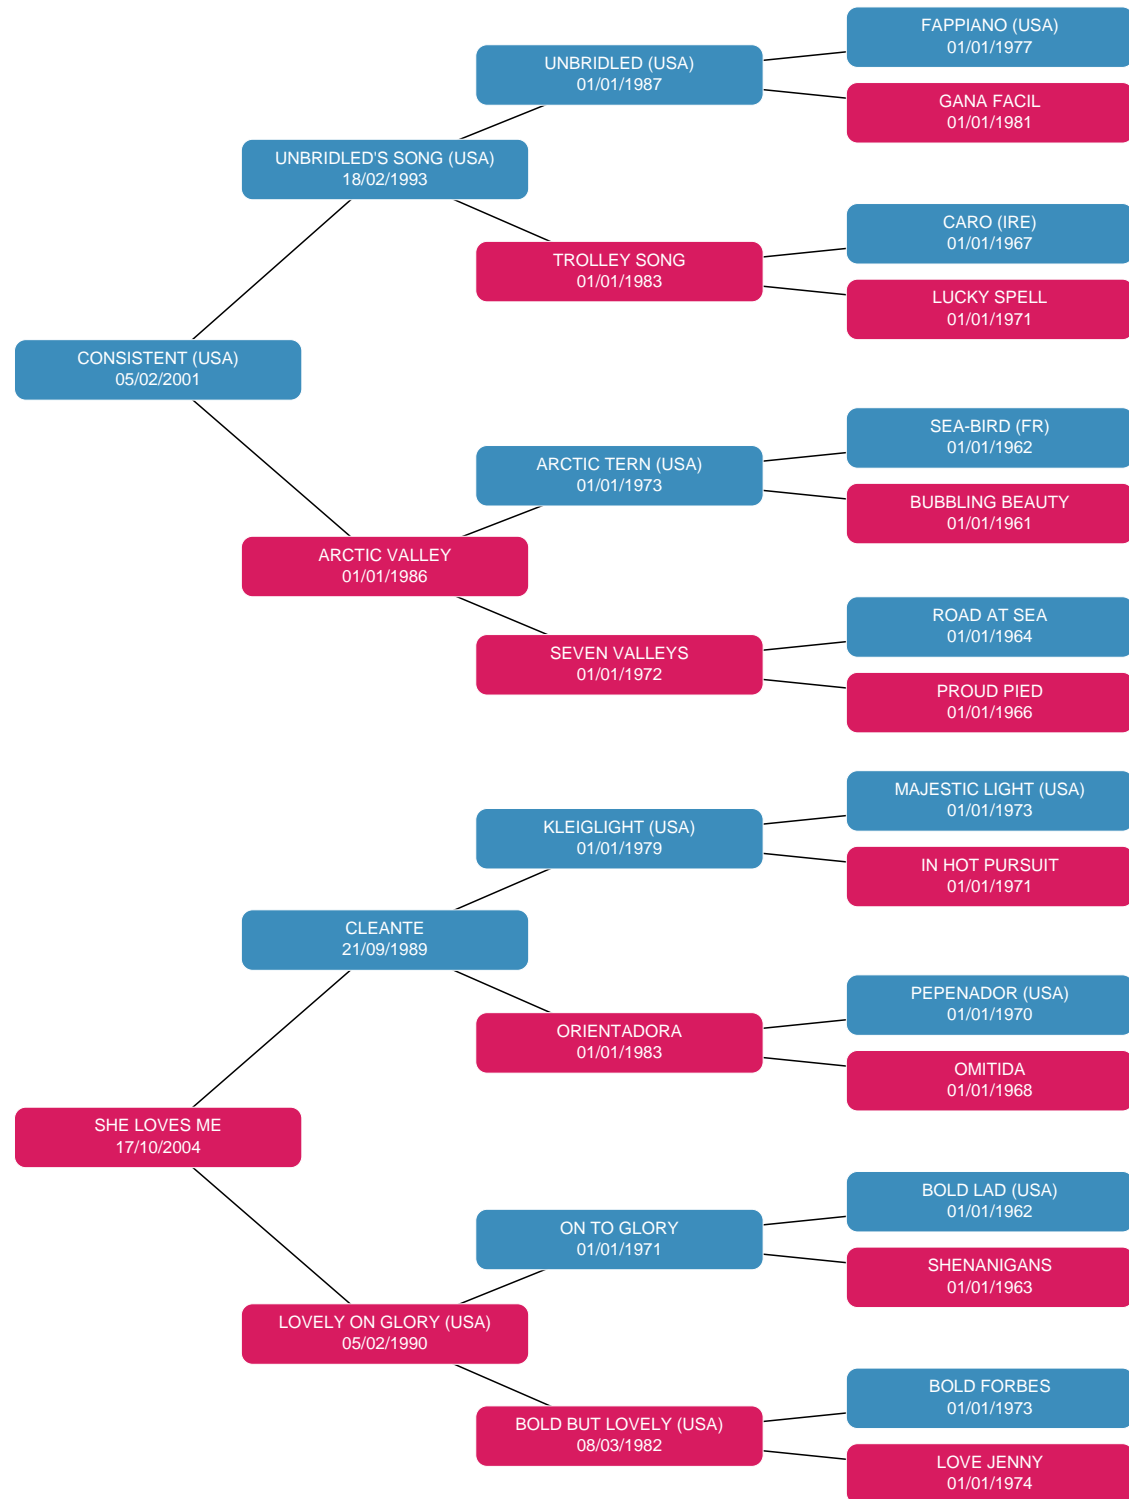 FAPPIANO (USA)
01/01/1977
UNBRIDLED (USA)
01/01/1987
GANA FACIL
01/01/1981
UNBRIDLED'S SONG (USA)
18/02/1993
CARO (IRE)
01/01/1967
TROLLEY SONG
01/01/1983
LUCKY SPELL
01/01/1971
CONSISTENT (USA)
05/02/2001
SEA-BIRD (FR)
01/01/1962
ARCTIC TERN (USA)
01/01/1973
BUBBLING BEAUTY
01/01/1961
ARCTIC VALLEY
01/01/1986
ROAD AT SEA
01/01/1964
SEVEN VALLEYS
01/01/1972
PROUD PIED
01/01/1966
MAJESTIC LIGHT (USA)
01/01/1973
KLEIGLIGHT (USA)
01/01/1979
IN HOT PURSUIT
01/01/1971
CLEANTE
21/09/1989
PEPENADOR (USA)
01/01/1970
ORIENTADORA
01/01/1983
OMITIDA
01/01/1968
SHE LOVES ME
17/10/2004
BOLD LAD (USA)
01/01/1962
ON TO GLORY
01/01/1971
SHENANIGANS
01/01/1963
LOVELY ON GLORY (USA)
05/02/1990
BOLD FORBES
01/01/1973
BOLD BUT LOVELY (USA)
08/03/1982
LOVE JENNY
01/01/1974